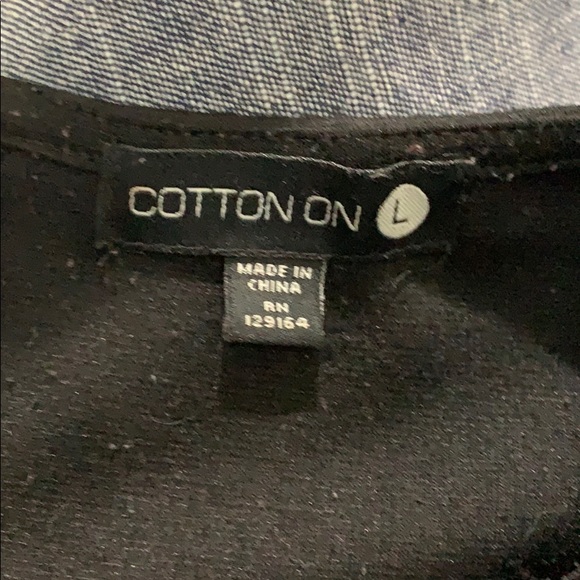 COTTON ON L
MADE IN
CHINA
RN
129164